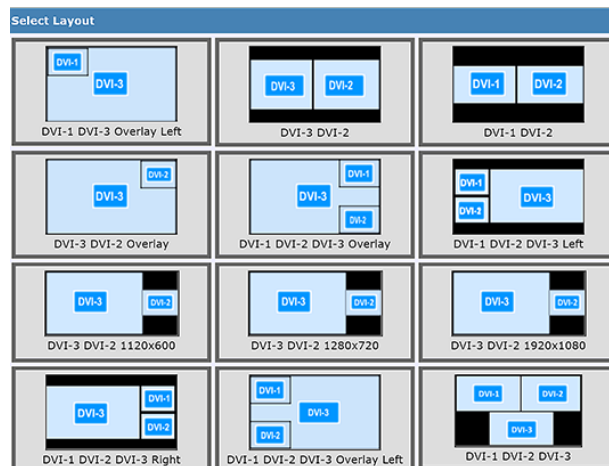 Select Layout
DVI-1
DVI-3
DVI-1 DVI-3 Overlay Left
DVI-3 DVI-2
DVI-3 DVI-2
DVI-1 DVI-2
DVI-1 DVI-2
DVI-2
DVI-3
DVI-3 DVI-2 Overlay
DVI-1
DVI-3
DVI-2
DVI-1 DVI-2 DVI-3 Overlay
DVI-1
DVI-3
DVI-2
DVI-1 DVI-2 DVI-3 Left
DVI-3 DVI-2
DVI-3 DVI-2 1120x600
DVI-3 DVI-2
DVI-3 DVI-2 1280x720
DVI-3 DVI-2
DVI-3 DVI-2 1920x1080
DVI-1
DVI-3
DVI-2
DVI-1 DVI-2 DVI-3 Right
DVI-1
DVI-3
DVI-2
DVI-1 DVI-2 DVI-3 Overlay Left
DVI-1 DVI-2
DVI-3
DVI-1 DVI-2 DVI-3